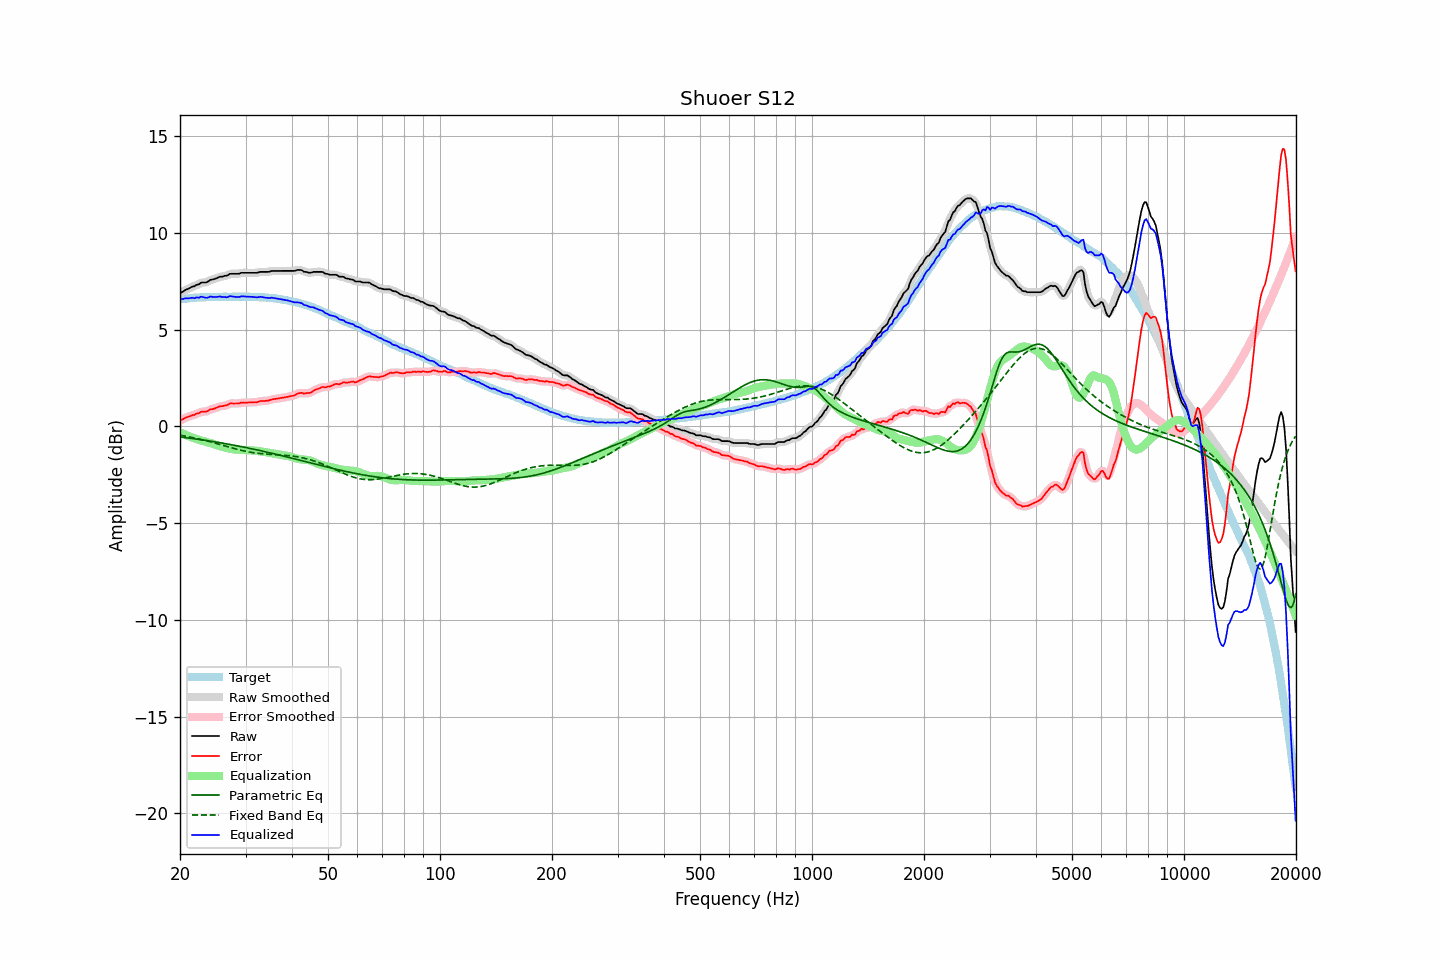 Shuoer S12
Amplitude (dBr)
15
10
5
0
−5
−10
−15
−20
Target
Raw Smoothed
Error Smoothed
Raw
Error
Equalization
Parametric Eq
Fixed Band Eq
Equalized
20 50 100 200 500 1000 2000 5000 10000 20000
Frequency (Hz)